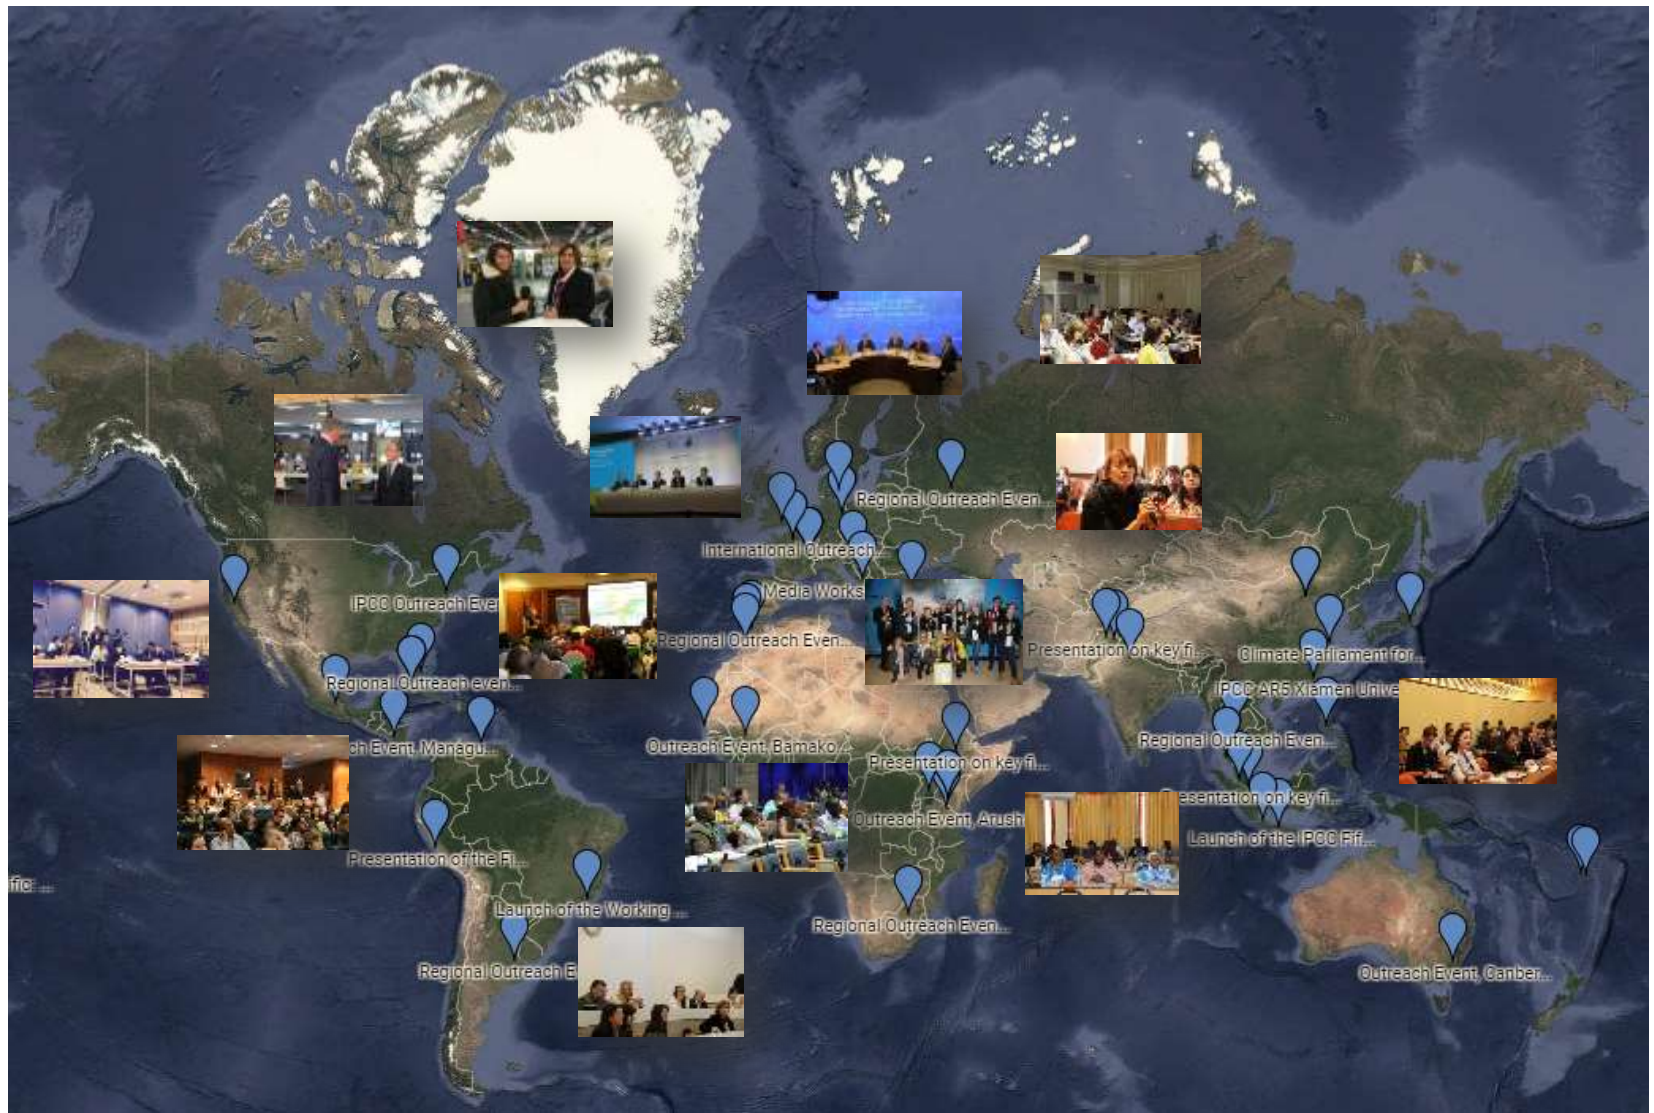 Regional Outreach Even...
International Outreach...
Media Works
IPCC Outreach Eve
Regional Outreach Even...
Presentation on key fi...
Climate Parliament for...
Regional Outreach even...
IPCC AR5 Xiamen Unive
ch Event, Managu...
Outreach Event, Bamako...
Regional Outreach Even...
Presentation on key fi...
esentation on key fi...
Outreach Event, Arush
Launch of the IPCC Fif...
Presentation of the Fi...
fic: ...
Launch of the Working ...
Regional Outreach Even...
Regional Outreach E
Outreach Event, Canber...